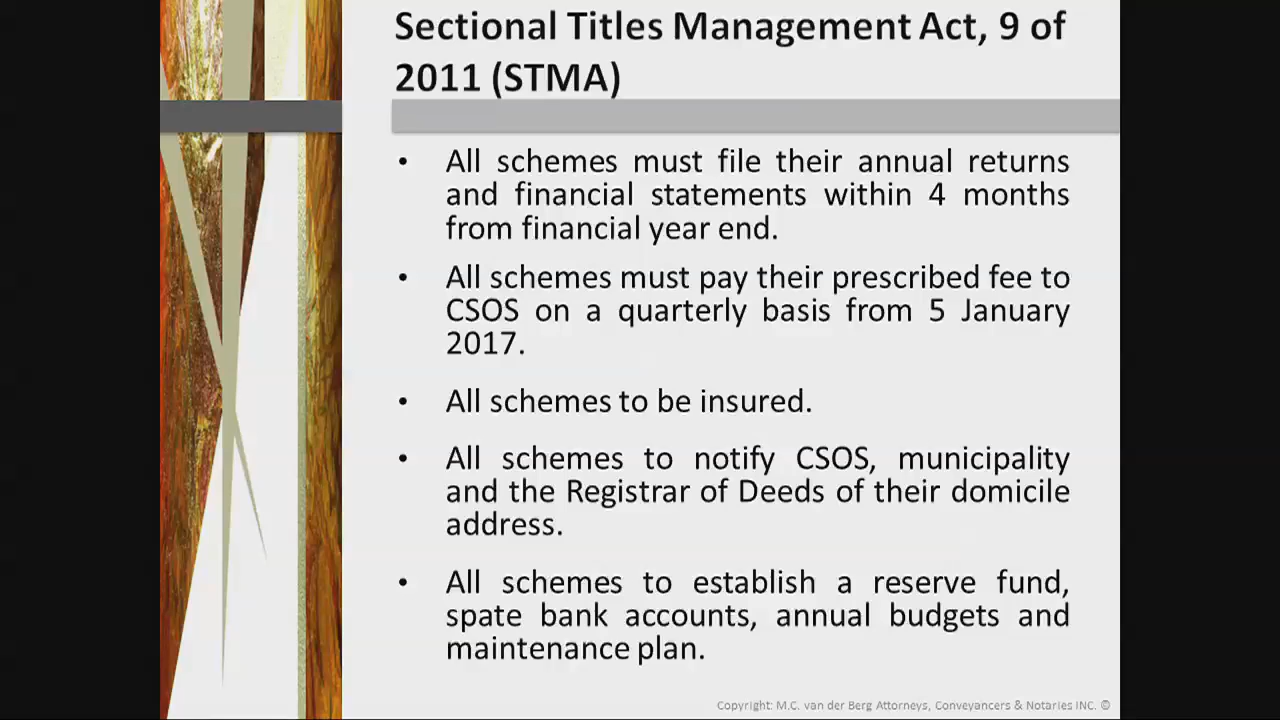 Sectional Titles Management Act, 9 of
2011 (STMA)
• All schemes must file their annual returns
and financial statements within 4 months
from financial year end.
• All schemes must pay their prescribed fee to
CSOS on a quarterly basis from 5 January
2017.
• All schemes to be insured.
• All schemes to notify CSOS, municipality
and the Registrar of Deeds of their domicile
address.
• All schemes to establish a reserve fund,
spate bank accounts, annual budgets and
maintenance plan.
Copyright: M.C. van der Berg Attorneys, Conveyancers & Notaries INC. ©